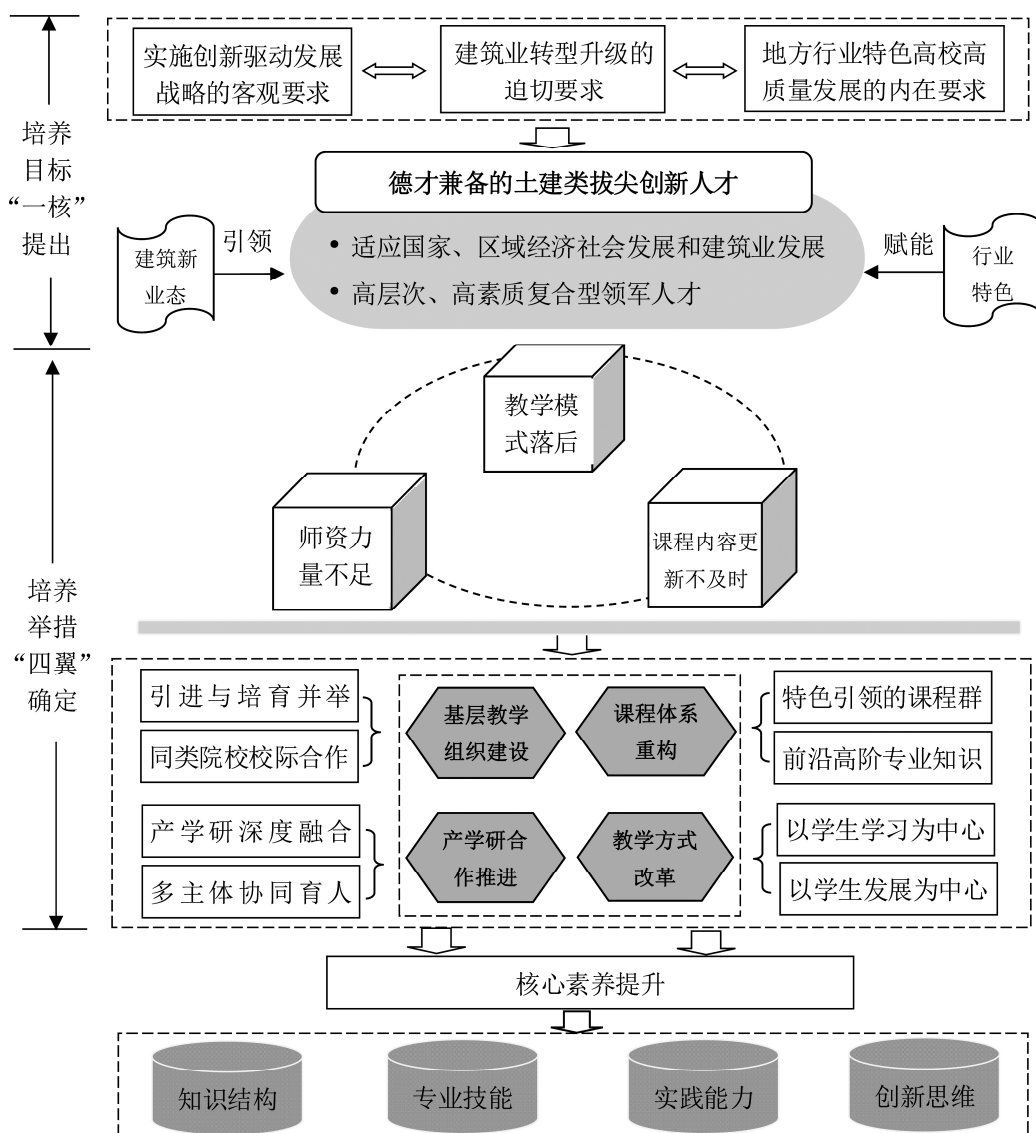 实施创新驱动发展
战略的客观要求
建筑业转型升级的
迫切要求
地方行业特色高校高
质量发展的内在要求
培养
目标
“一核”
提出
德才兼备的土建类拔尖创新人才
建筑新
业态
引领
• 适应国家、区域经济社会发展和建筑业发展
• 高层次、高素质复合型领军人才
赋能
行业
特色
教学模
式落后
师资力
量不足
课程内容更
新不及时
培养
举措
“四翼”
确定
引进与培育并举
同类院校校际合作
产学研深度融合
多主体协同育人
基层教学
组织建设
课程体系
重构
产学研合
作推进
教学方式
改革
特色引领的课程群
前沿高阶专业知识
以学生学习为中心
以学生发展为中心
核心素养提升
知识结构
专业技能
实践能力
创新思维